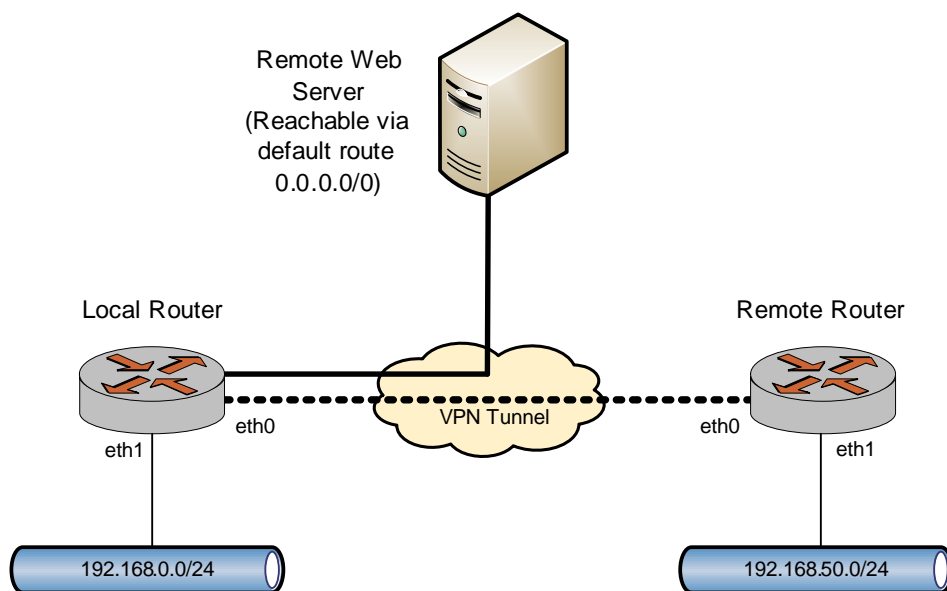 Remote Web
Server
(Reachable via
default route
0.0.0.0/0)
Local Router
Remote Router
VPN Tunnel
eth0
eth0
eth1
eth1
192.168.0.0/24
192.168.50.0/24